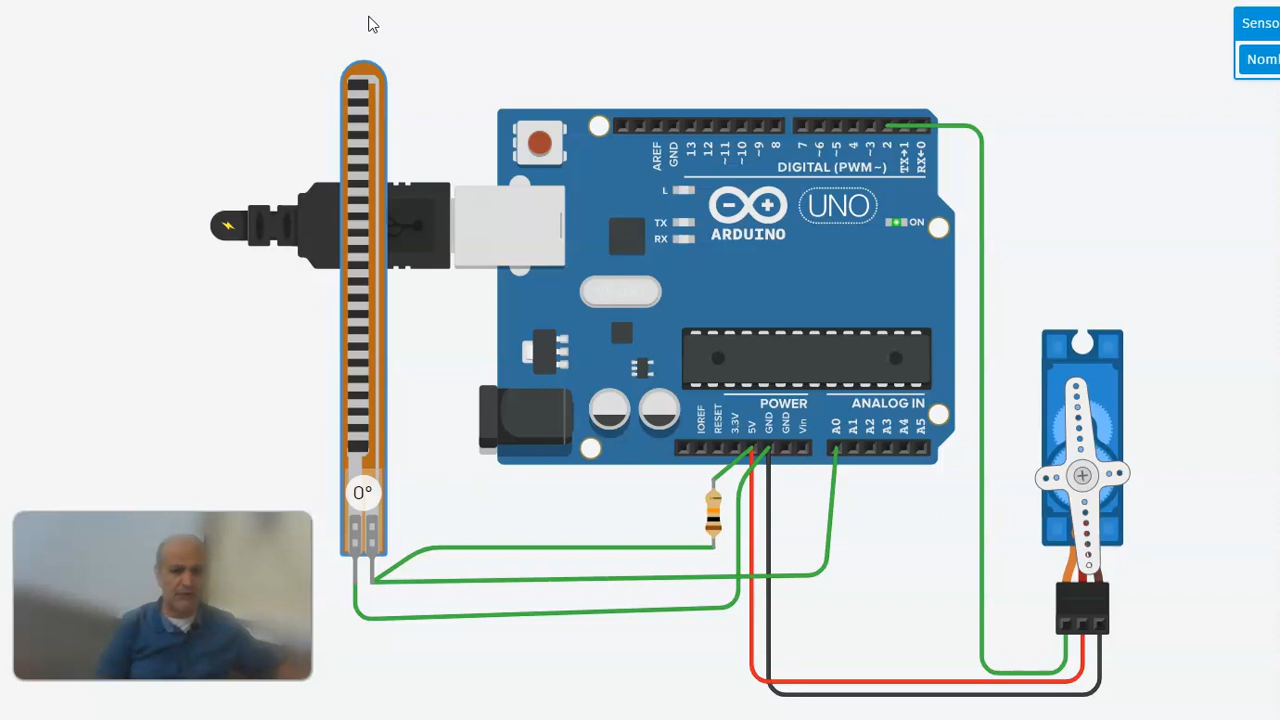 Senso
Nomb
7
~6
~5
4
~3
2
TX→1
RX←0
AREF
GND
13
12
~11
~10
~9
8
DIGITAL (PWM~)
L
TX
RX
ARDUINO
UNO
ON
POWER
ANALOG IN
IOREF
RESET
3.3V
5V
GND
GND
Vin
A0
A1
A2
A3
A4
A5
0°